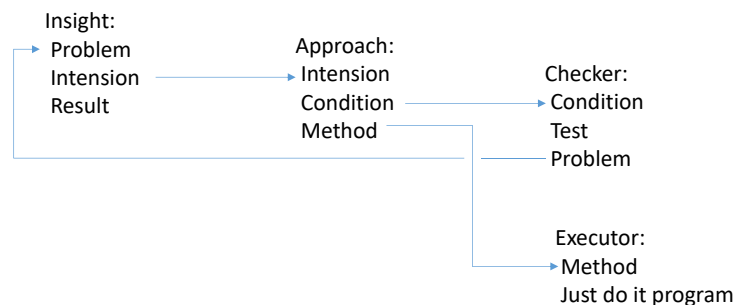 Insight:
Problem
Intension
Result
Approach:
Intension
Condition
Method
Checker:
Condition
Test
Problem
Executor:
Method
Just do it program